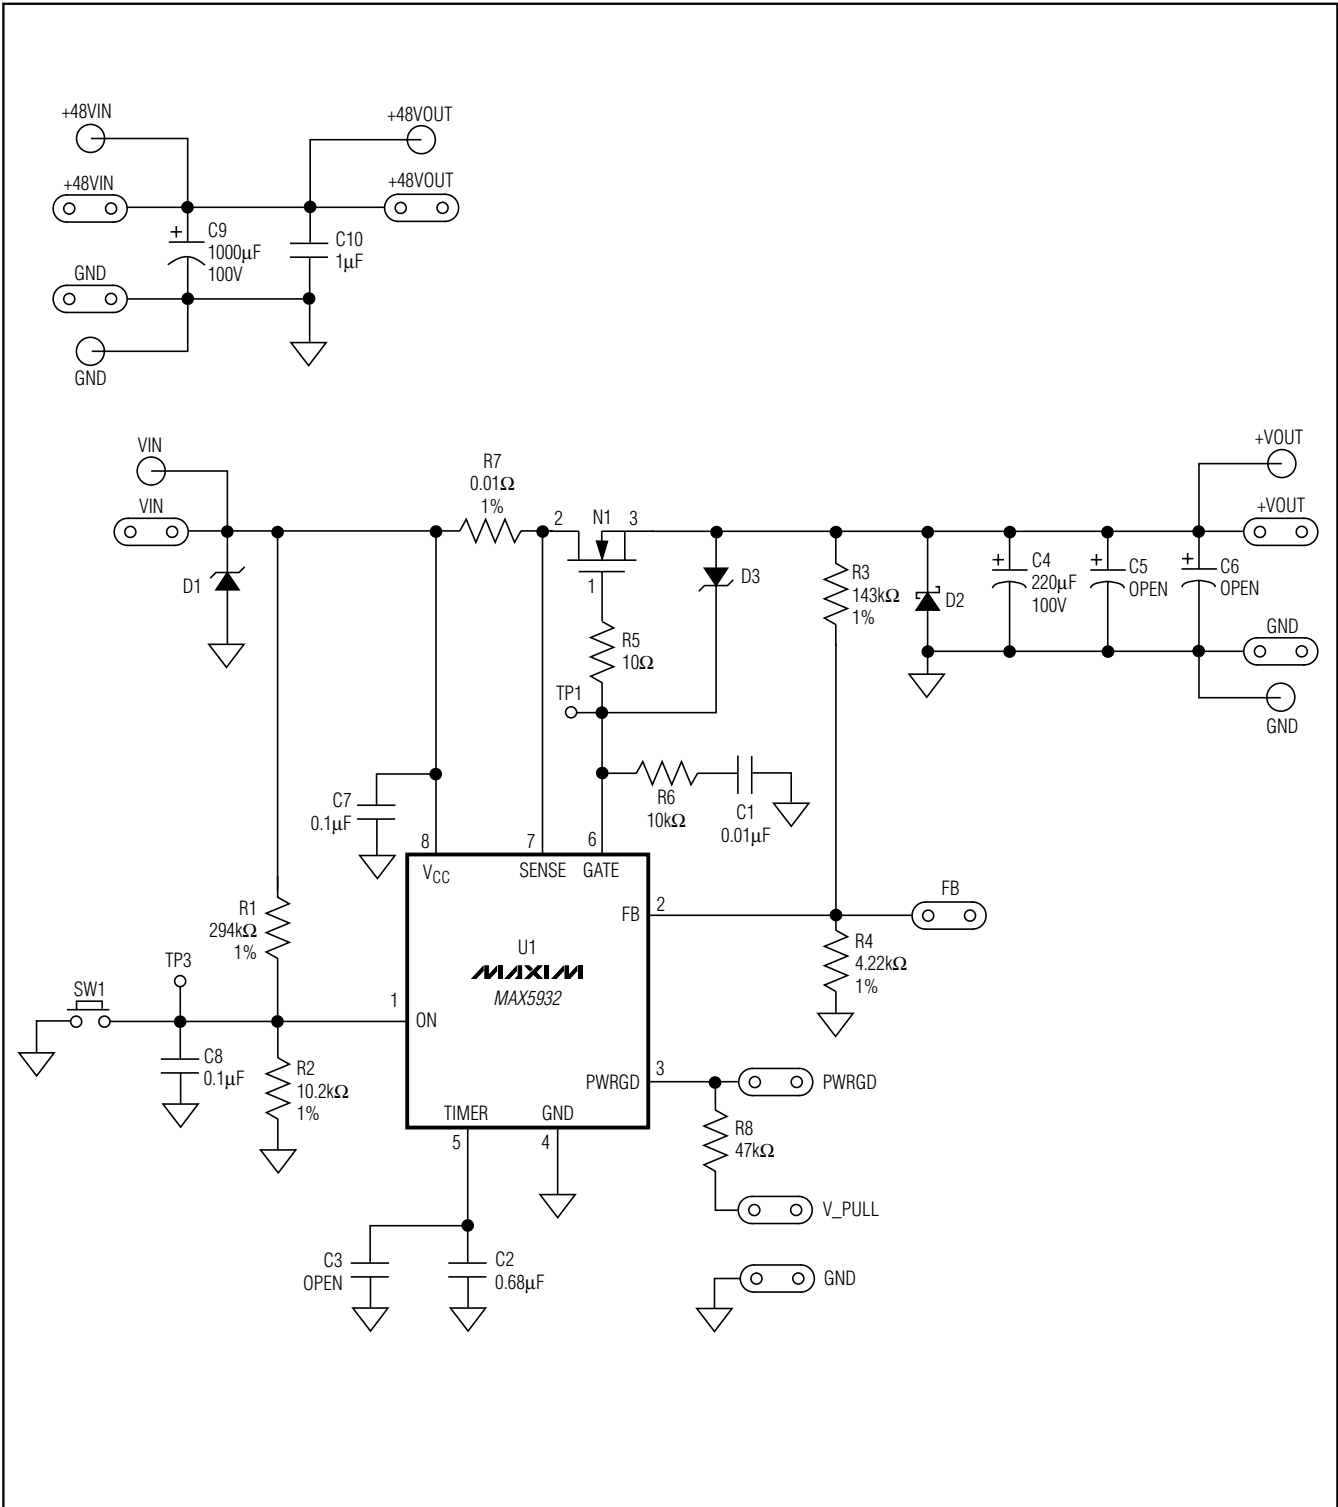 +48VIN
+48VOUT
+48VIN
+48VOUT
+
C9
1000μF
100V
C10
1μF
GND
GND
VIN
VIN
D1
R7
0.01Ω
1%
2
N1
3
1
D3
R5
10Ω
TP1
R3
143kΩ
1%
D2
+
C4
220μF
100V
+
C5
OPEN
+
C6
OPEN
+VOUT
+VOUT
GND
GND
C7
0.1μF
R6
10kΩ
C1
0.01μF
8
7
6
VCC
SENSE
GATE
FB
2
FB
R1
294kΩ
1%
U1
MAXIM
MAX5932
R4
4.22kΩ
1%
TP3
SW1
1
ON
C8
0.1μF
R2
10.2kΩ
1%
PWRGD
3
PWRGD
TIMER
GND
5
4
R8
47kΩ
V_PULL
C3
OPEN
C2
0.68μF
GND